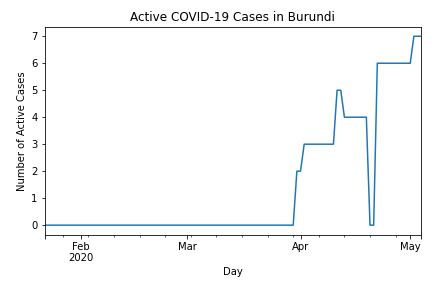 Active COVID-19 Cases in Burundi
Number of Active Cases
7
6
5
4
3
2
1
0
Feb Mar Apr May
2020
Day